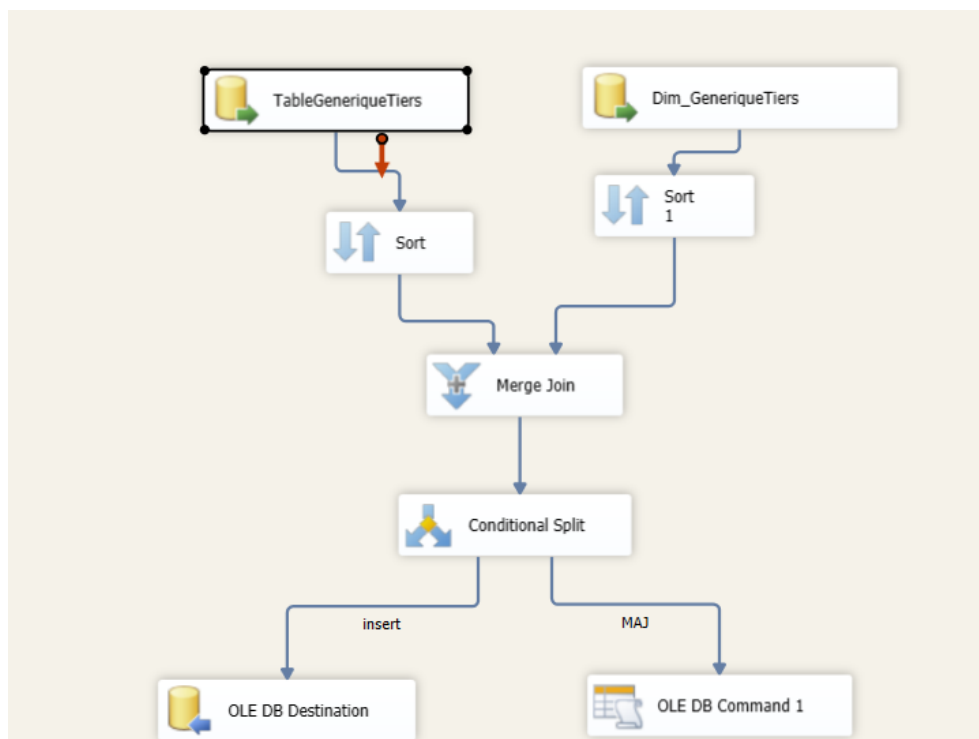 TableGeneriqueTiers
Dim_GeneriqueTiers
Sort
1
Sort
Merge Join
Conditional Split
insert
MAJ
OLE DB Destination
OLE DB Command 1